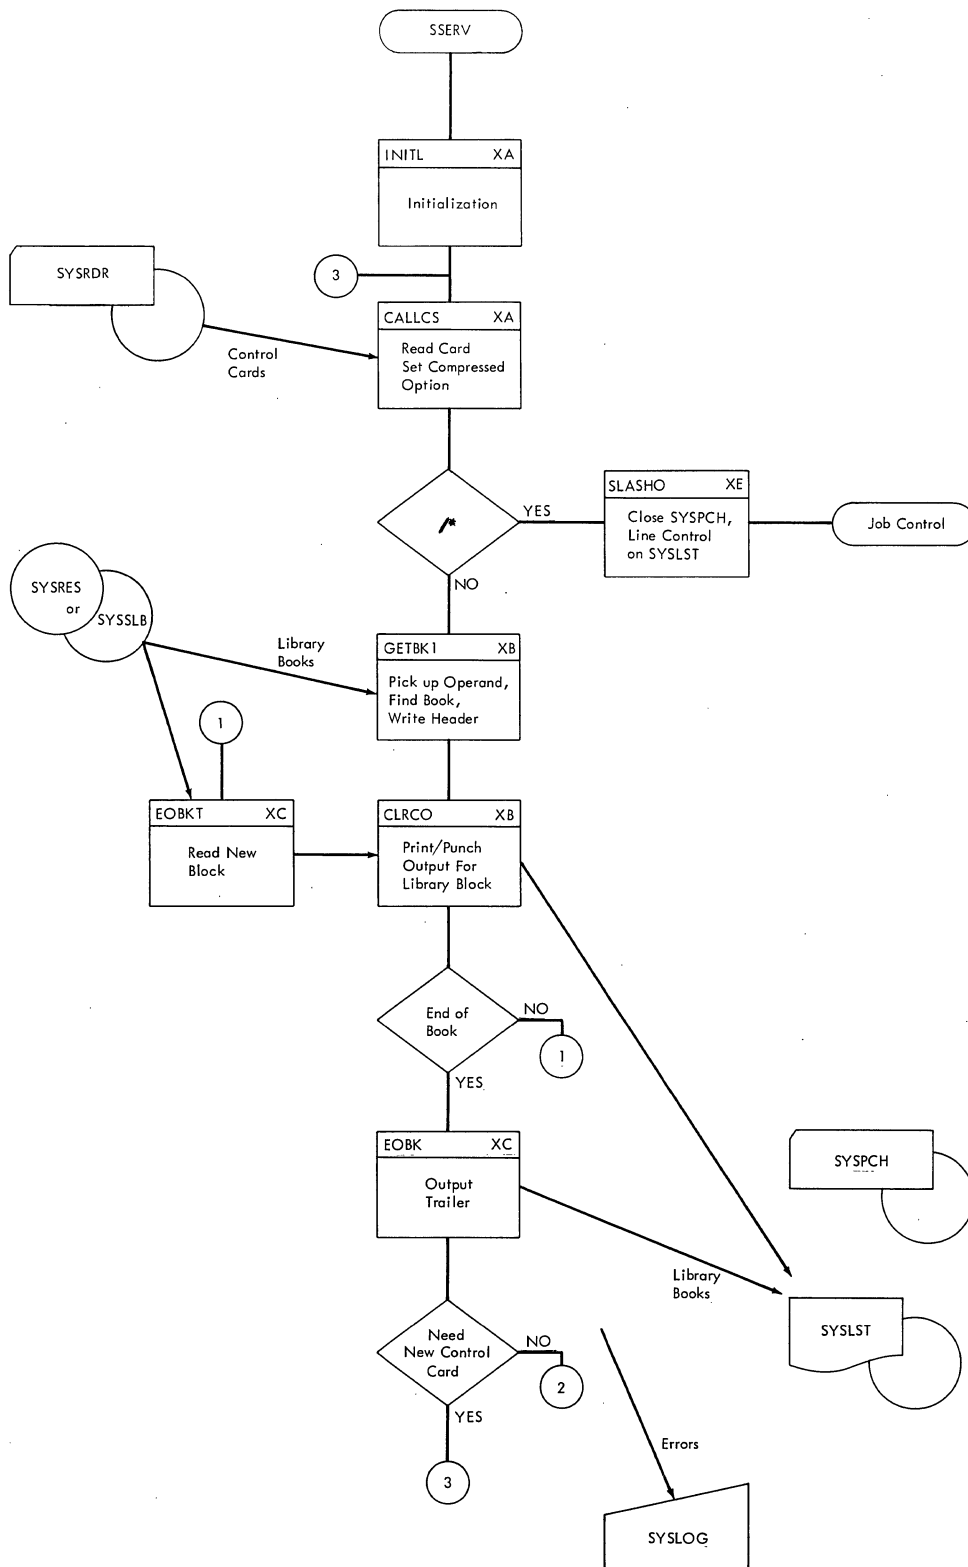 SSERV
INITL XA
Initialization
3
SYSRDR
CALLCS XA
Read Card
Set Compressed
Option
Control
Cards
/*
YES
SLASHO XE
Close SYSPCH,
Line Control
on SYSLST
Job Control
NO
SYSRES
or
SYSSLB
Library
Books
GETBK1 XB
Pick up Operand,
Find Book,
Write Header
1
EOBKT XC
Read New
Block
CLRCO XB
Print/Punch
Output For
Library Block
End of
Book
NO
1
YES
EOBK XC
Output
Trailer
SYSPCH
Library
Books
SYSLST
Need
New Control
Card
NO
2
YES
3
Errors
SYSLOG